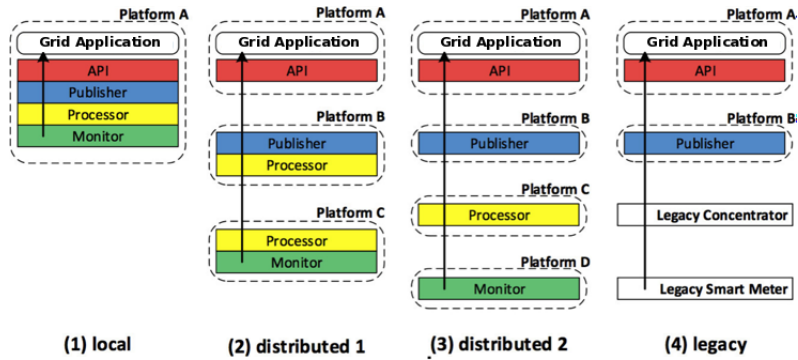 Platform A
Grid Application
API
Publisher
Processor
Monitor
(1) local
Platform A
Grid Application
API
Platform B
Publisher
Processor
Platform C
Processor
Monitor
(2) distributed 1
Platform A
Grid Application
API
Platform B
Publisher
Platform C
Processor
Platform D
Monitor
(3) distributed 2
Platform A
Grid Application
API
Platform B
Publisher
Legacy Concentrator
Legacy Smart Meter
(4) legacy